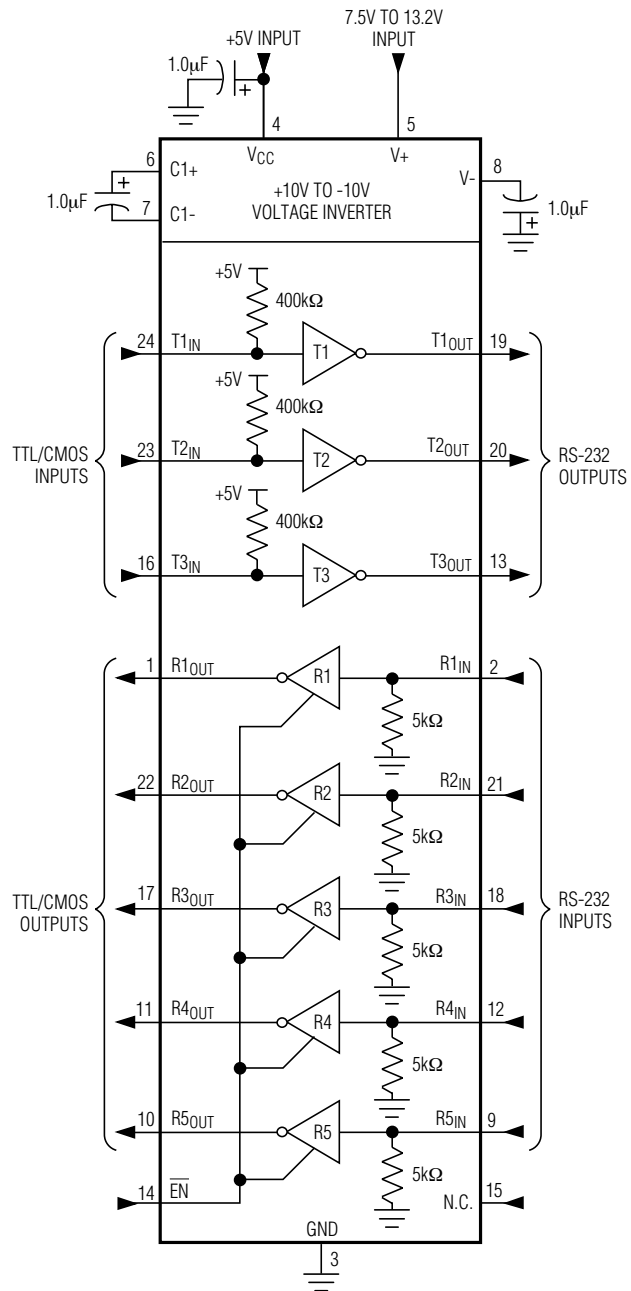 7.5V TO 13.2V
INPUT
+5V INPUT
1.0μF
+
4
5
VCC
V+
6
C1+
+10V TO -10V
VOLTAGE INVERTER
V-
8
1.0μF
+
7
C1-
1.0μF
+
+5V
400kΩ
24
T1IN
T1
T1OUT
19
+5V
400kΩ
TTL/CMOS
INPUTS
23
T2IN
T2
T2OUT
20
RS-232
OUTPUTS
+5V
400kΩ
16
T3IN
T3
T3OUT
13
1
R1OUT
R1
R1IN
2
5kΩ
22
R2OUT
R2
R2IN
21
5kΩ
TTL/CMOS
OUTPUTS
17
R3OUT
R3
R3IN
18
RS-232
INPUTS
5kΩ
11
R4OUT
R4
R4IN
12
5kΩ
10
R5OUT
R5
R5IN
9
5kΩ
14
E̅N̅
N.C.
15
GND
3